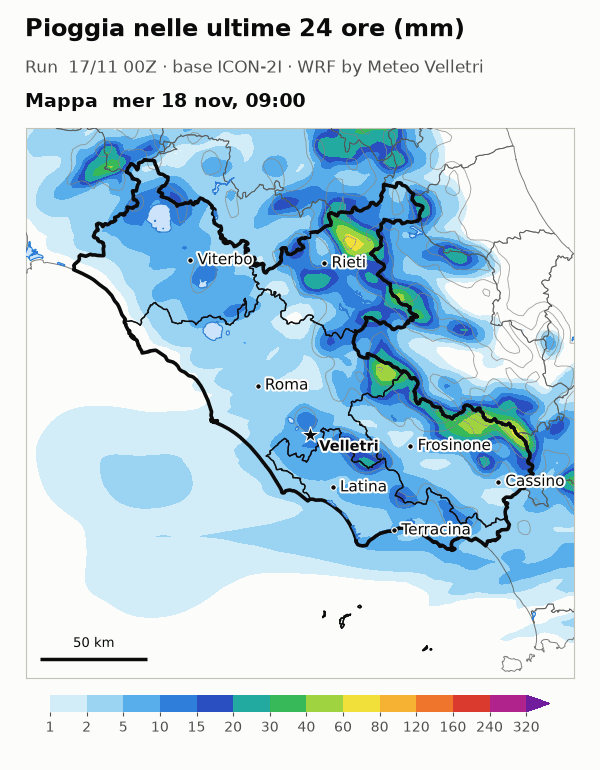 Pioggia nelle ultime 24 ore (mm)
Run 17/11 00Z · base ICON-2I · WRF by Meteo Velletri
Mappa mer 18 nov, 09:00
Viterbo
Rieti
Roma
Velletri
Frosinone
Latina
Cassino
Terracina
50 km
1 2 5 10 15 20 30 40 60 80 120 160 240 320